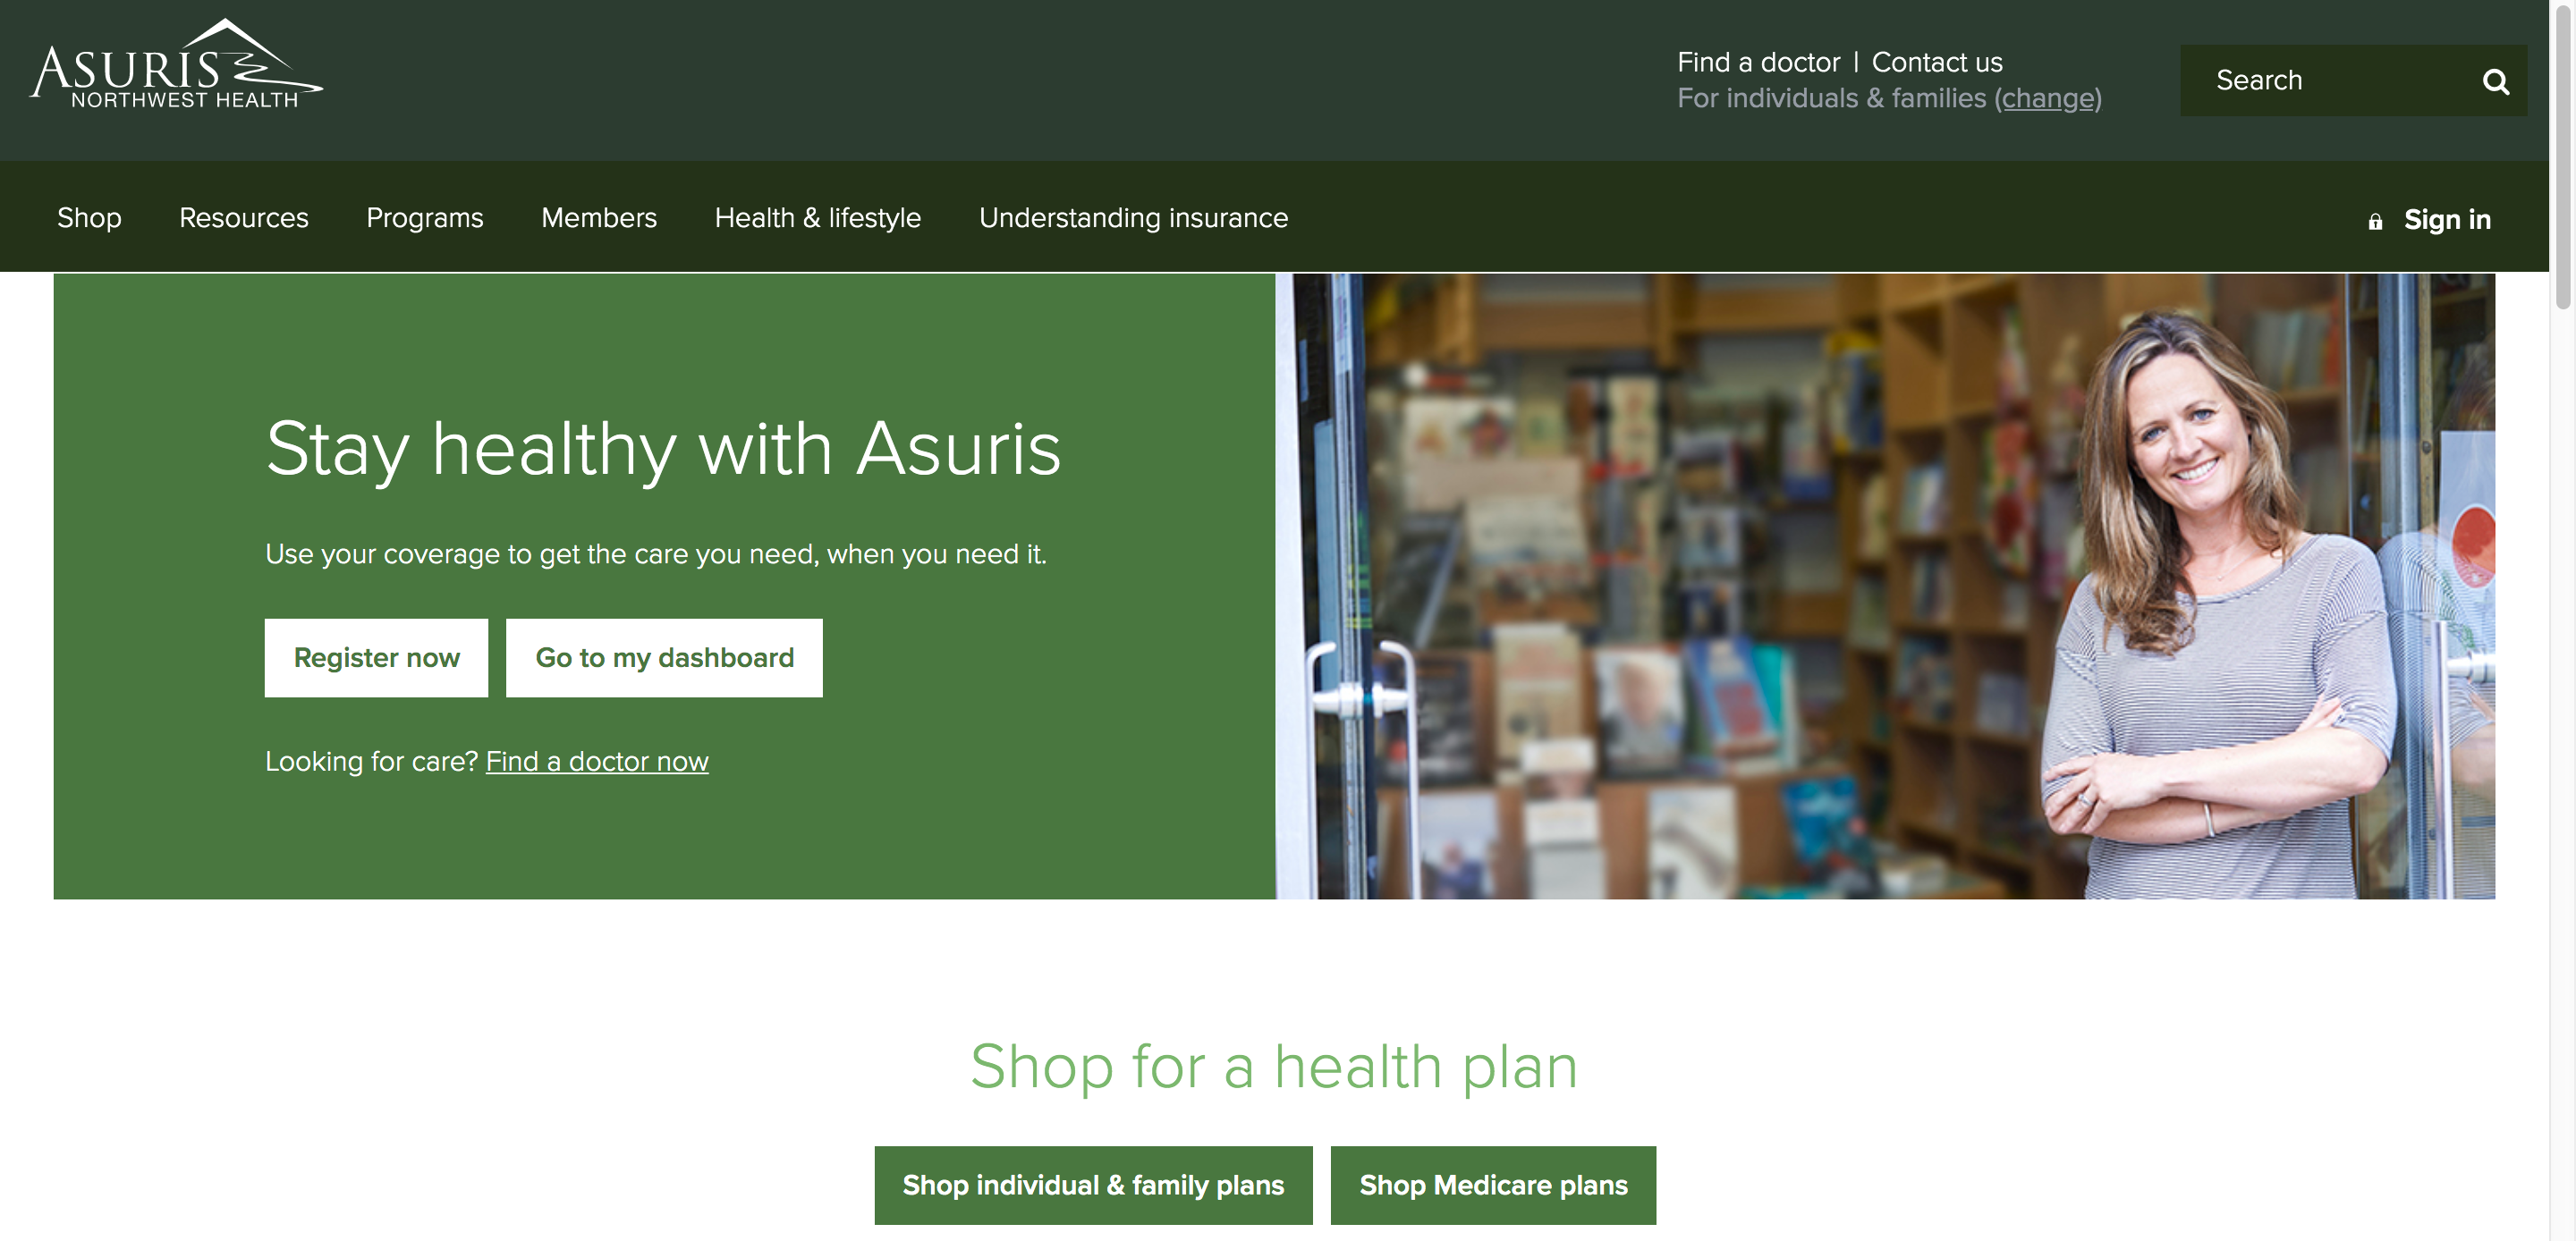 ASURIS
NORTHWEST HEALTH
Find a doctor | Contact us
For individuals & families (change)
Search
Shop
Resources
Programs
Members
Health & lifestyle
Understanding insurance
Sign in
Stay healthy with Asuris
Use your coverage to get the care you need, when you need it.
Register now
Go to my dashboard
Looking for care? Find a doctor now
Shop for a health plan
Shop individual & family plans
Shop Medicare plans